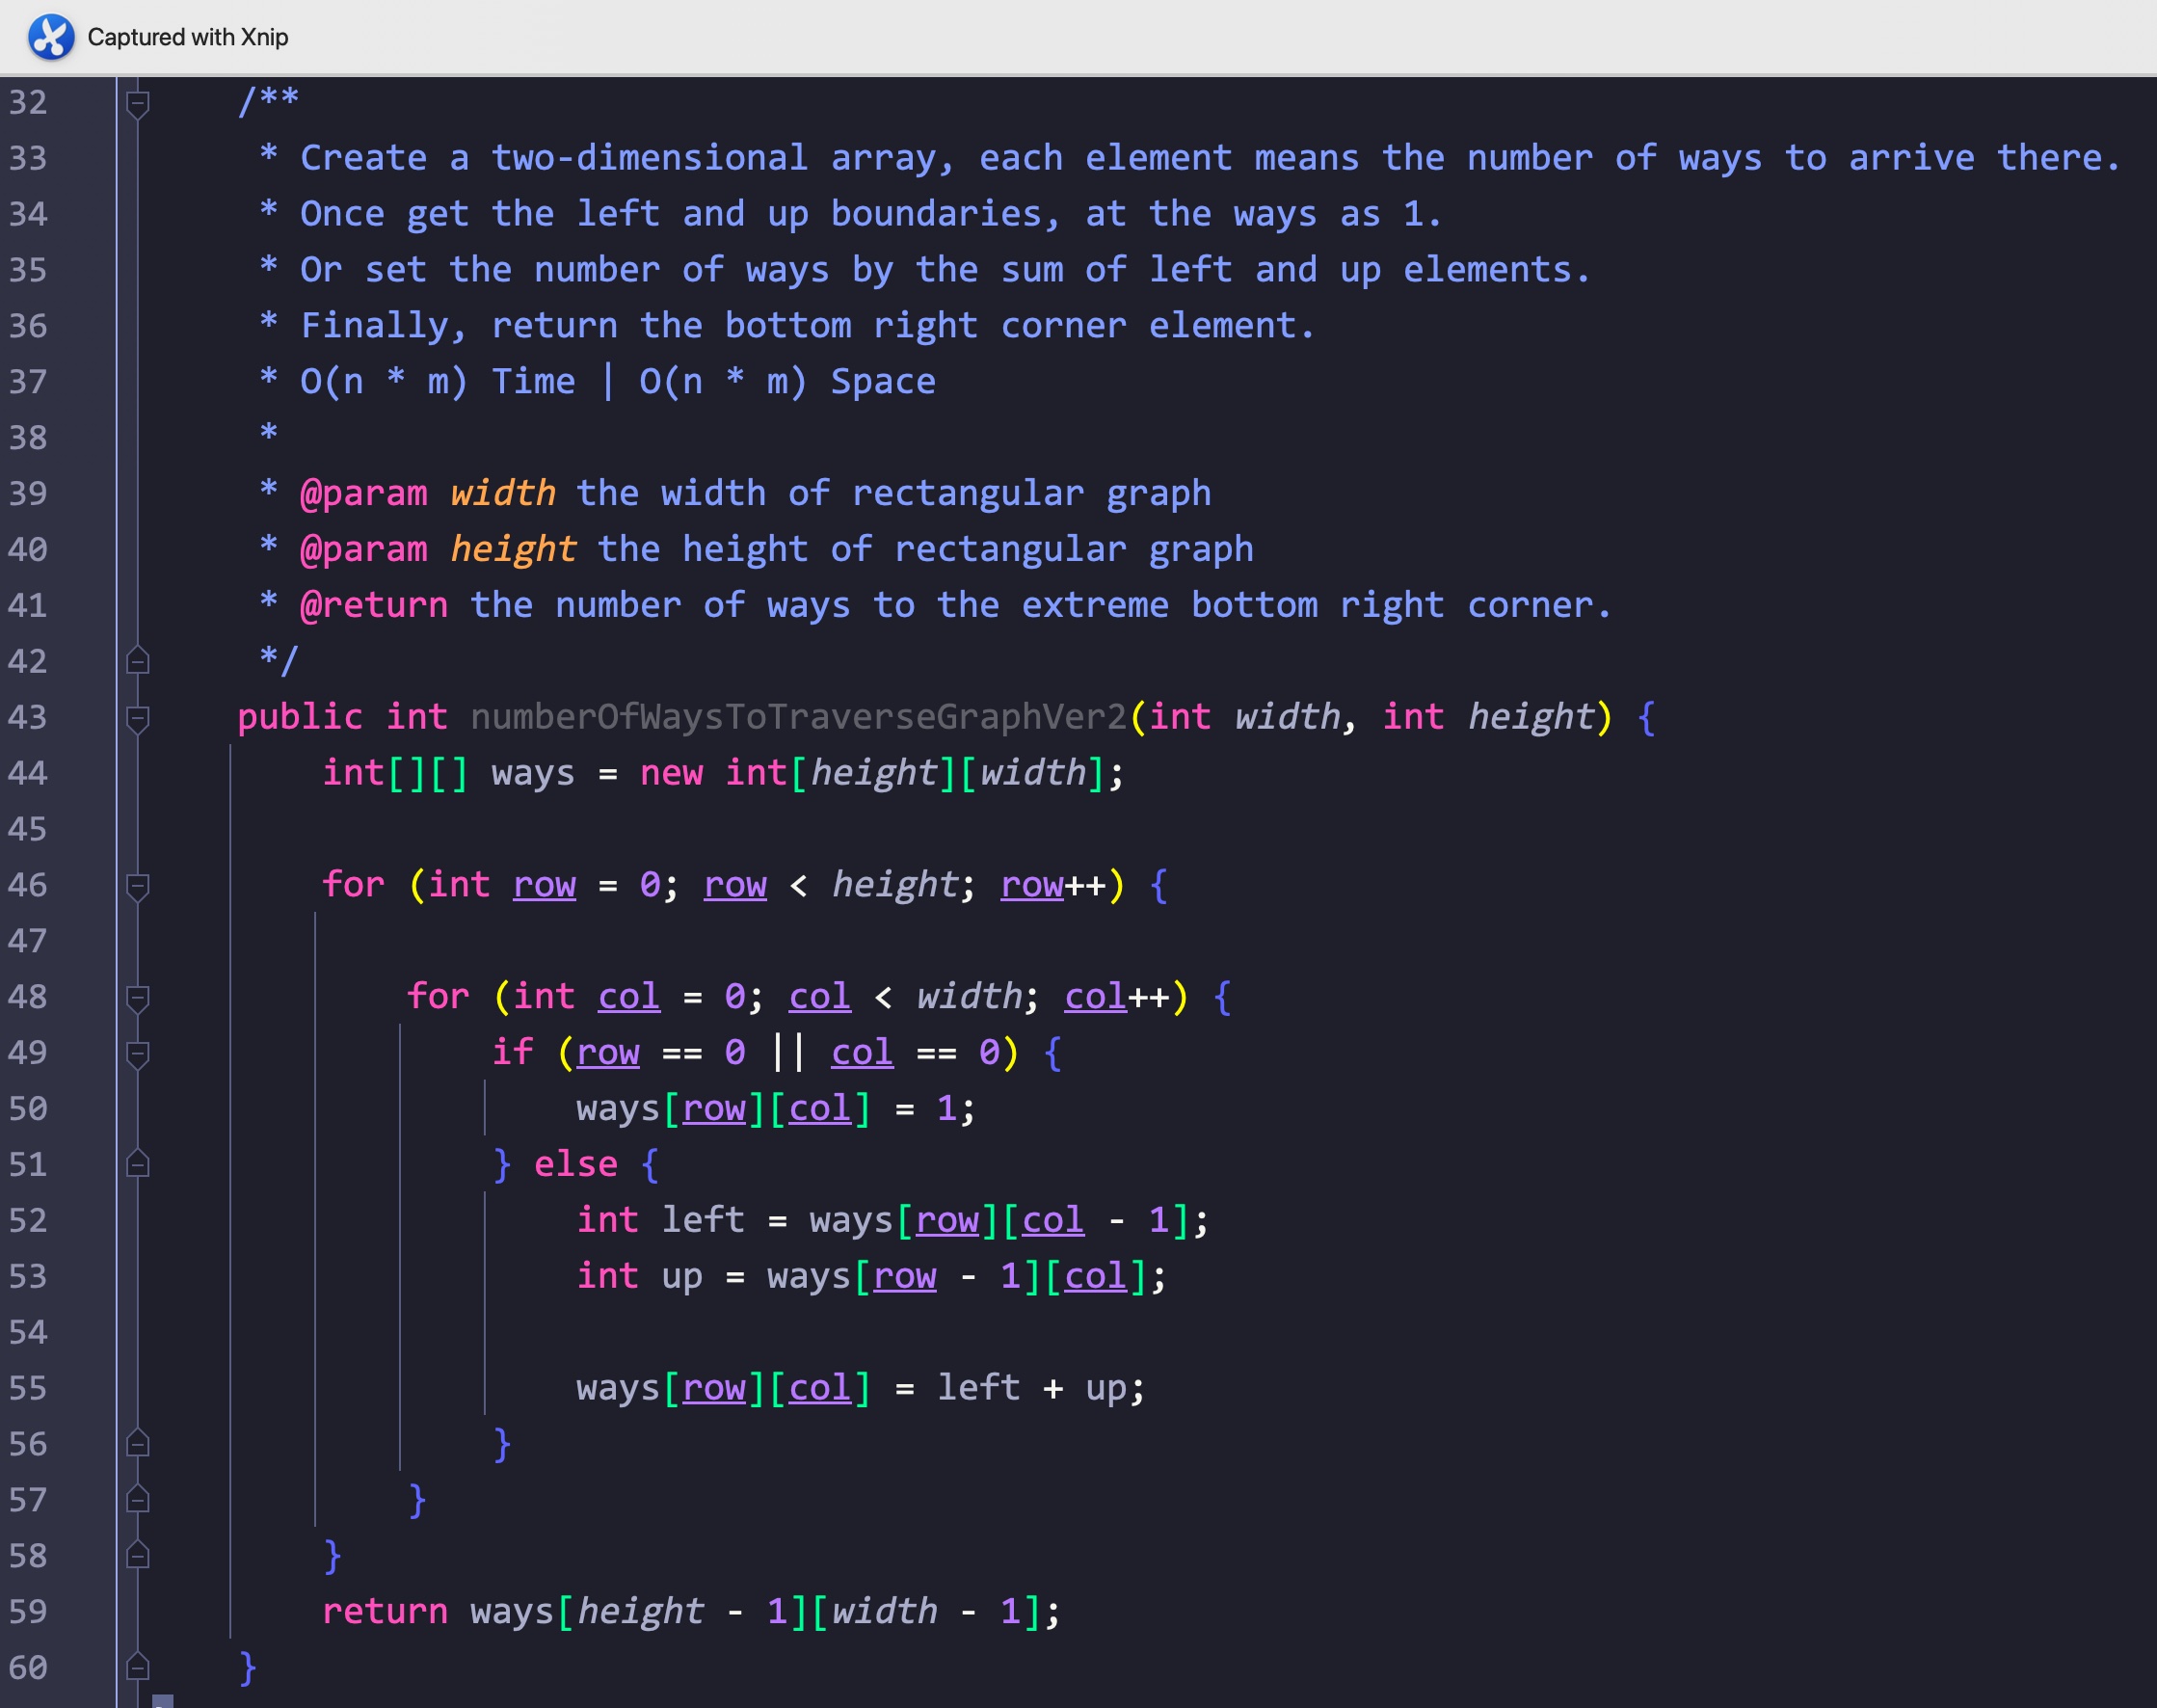 Captured with Xnip
32 /**
33 * Create a two-dimensional array, each element means the number of ways to arrive there.
34 * Once get the left and up boundaries, at the ways as 1.
35 * Or set the number of ways by the sum of left and up elements.
36 * Finally, return the bottom right corner element.
37 * O(n * m) Time | O(n * m) Space
38 *
39 * @param width the width of rectangular graph
40 * @param height the height of rectangular graph
41 * @return the number of ways to the extreme bottom right corner.
42 */
43 public int numberOfWaysToTraverseGraphVer2(int width, int height) {
44 int[][] ways = new int[height][width];
45
46 for (int row = 0; row < height; row++) {
47
48 for (int col = 0; col < width; col++) {
49 if (row == 0 || col == 0) {
50 ways[row][col] = 1;
51 } else {
52 int left = ways[row][col - 1];
53 int up = ways[row - 1][col];
54
55 ways[row][col] = left + up;
56 }
57 }
58 }
59 return ways[height - 1][width - 1];
60 }